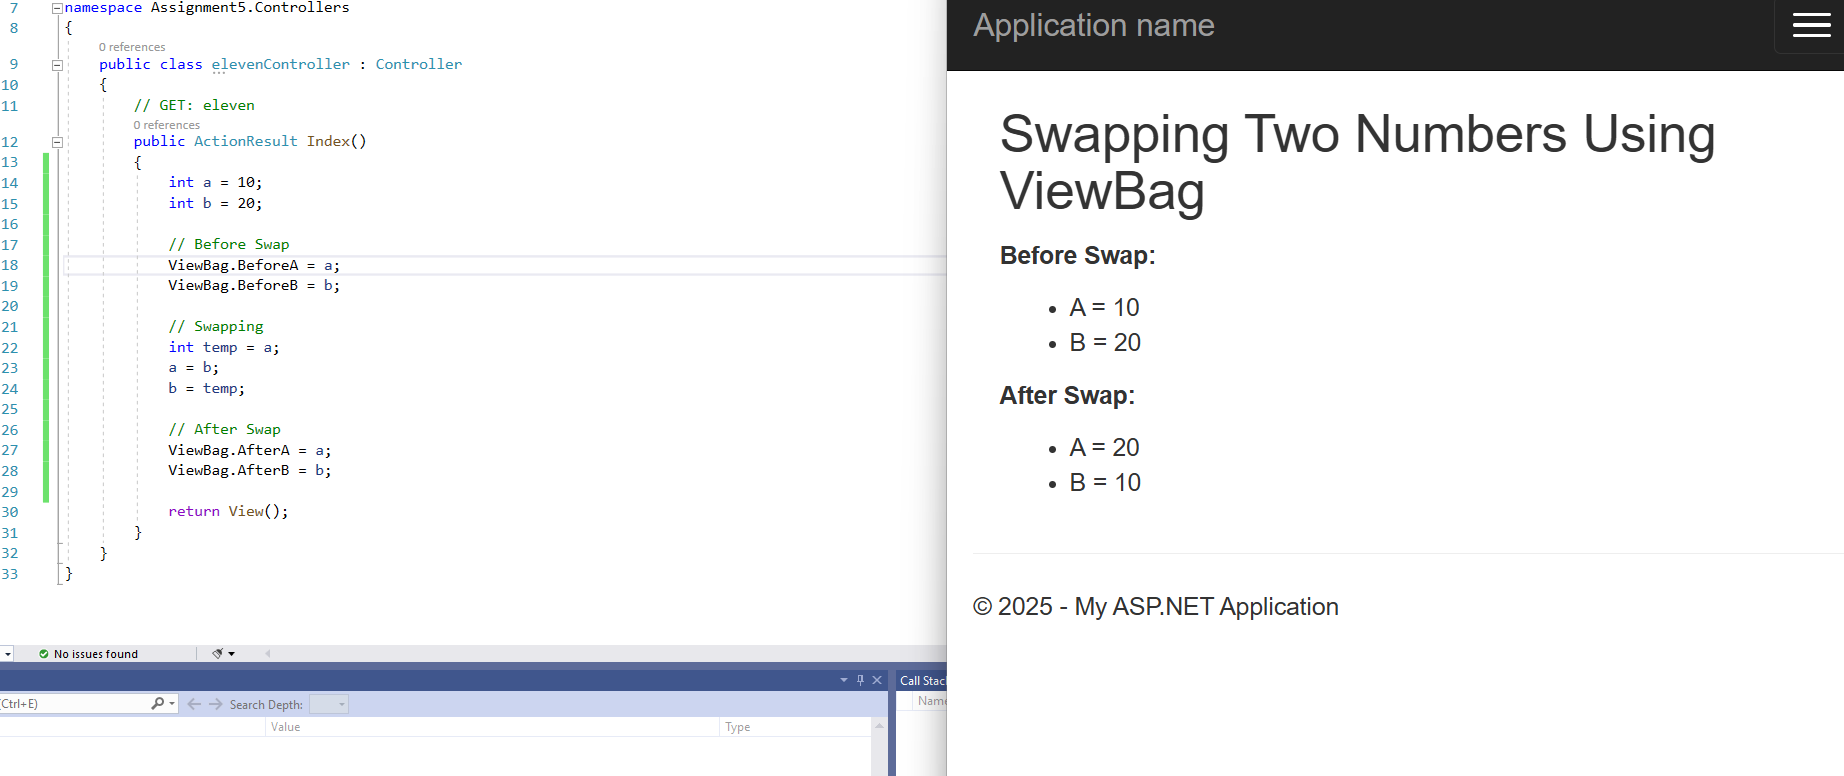 7 namespace Assignment5.Controllers
8 {
0 references
9 public class elevenController : Controller
10 {
11 // GET: eleven
0 references
12 public ActionResult Index()
13 {
14 int a = 10;
15 int b = 20;
16
17 // Before Swap
18 ViewBag.BeforeA = a;
19 ViewBag.BeforeB = b;
20
21 // Swapping
22 int temp = a;
23 a = b;
24 b = temp;
25
26 // After Swap
27 ViewBag.AfterA = a;
28 ViewBag.AfterB = b;
29
30 return View();
31 }
32 }
33 }
No issues found
(Ctrl+E)
Search Depth:
Value Type
Call Stac
Name
Application name
Swapping Two Numbers Using
ViewBag
Before Swap:
• A = 10
• B = 20
After Swap:
• A = 20
• B = 10
© 2025 - My ASP.NET Application